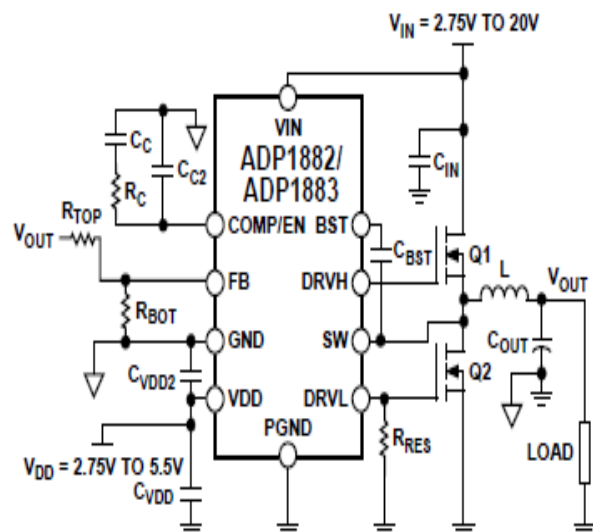 VIN = 2.75V TO 20V
VIN
ADP1882/
ADP1883
CC
CC2
RC
CIN
RTOP
VOUT
COMP/EN
BST
CBST
Q1
L
VOUT
FB
DRVH
RBOT
GND
SW
COUT
CVDD2
Q2
VDD
DRVL
PGND
RRES
LOAD
VDD = 2.75V TO 5.5V
CVDD